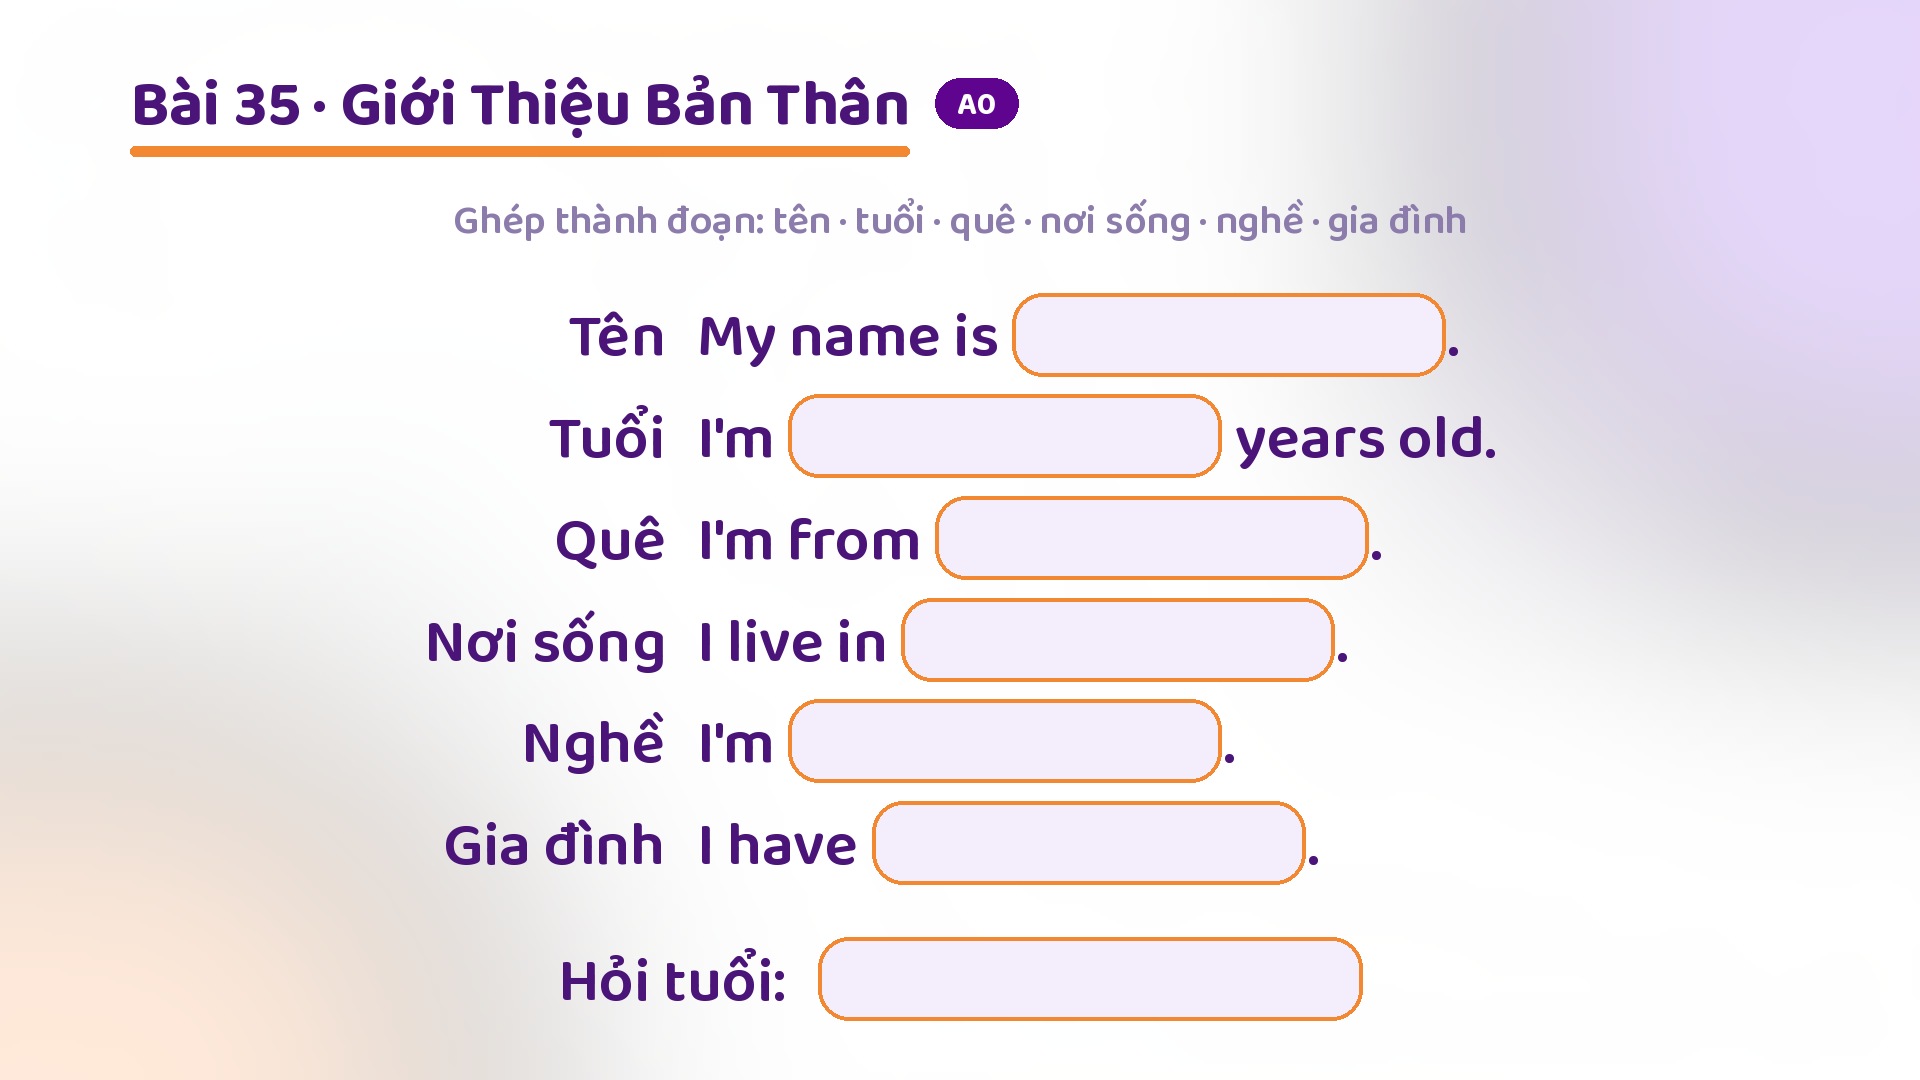 Bài 35 · Giới Thiệu Bản Thân A0
Ghép thành đoạn: tên · tuổi · quê · nơi sống · nghề · gia đình
Tên My name is .
Tuổi I'm years old.
Quê I'm from .
Nơi sống I live in .
Nghề I'm .
Gia đình I have .
Hỏi tuổi: